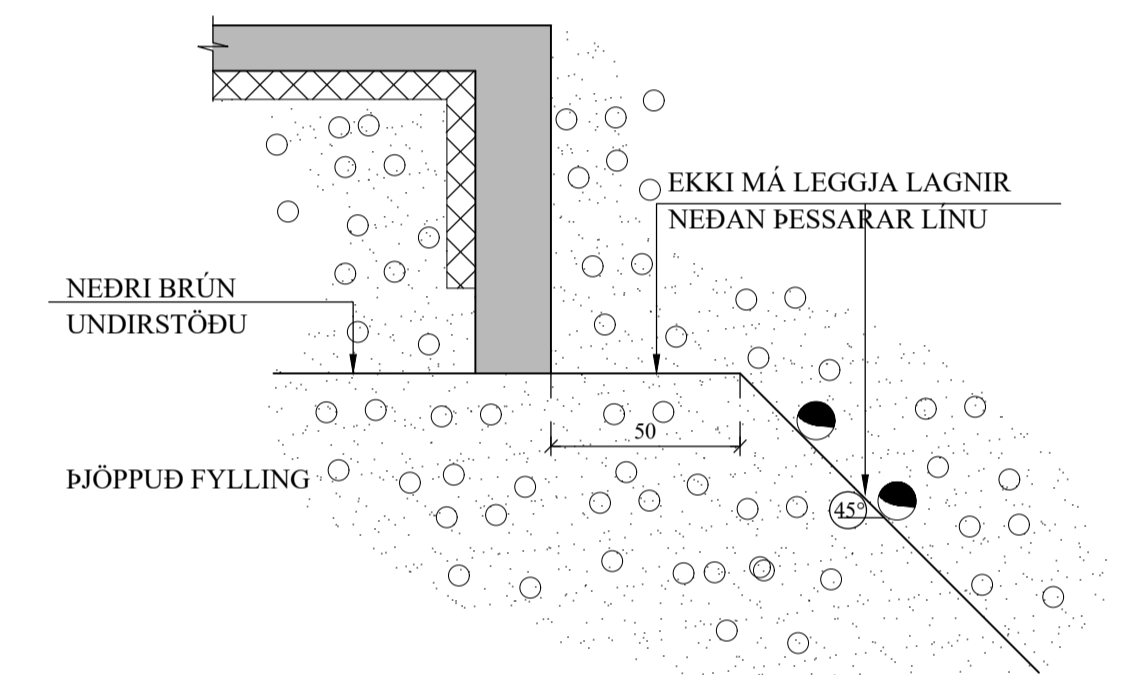 EKKI MÁ LEGGJA LAGNIR
NEÐAN ÞESSARAR LÍNU
NEÐRI BRÚN
UNDIRSTÖÐU
50
ÞJÖPPUÐ FYLLING
45°